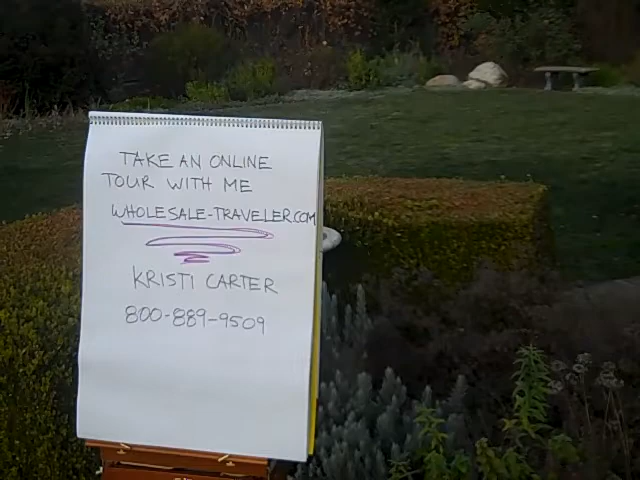 TAKE AN ONLINE
TOUR WITH ME
WHOLESALE-TRAVELER.COM
KRISTI CARTER
800-889-9509